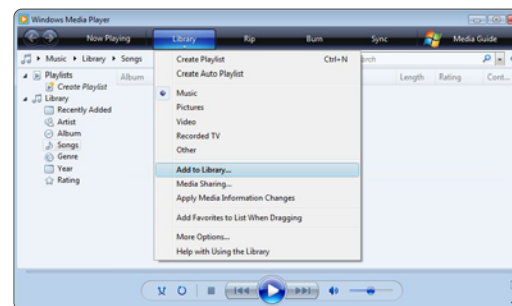 Windows Media Player
Now Playing
Library
Rip
Burn
Sync
Media Guide
Music
Library
Songs
Playlists
Create Playlist
Library
Recently Added
Artist
Album
Songs
Genre
Year
Rating
Album
Create Playlist Ctrl+N
Create Auto Playlist
Music
Pictures
Video
Recorded TV
Other
Add to Library...
Media Sharing...
Apply Media Information Changes
Add Favorites to List When Dragging
More Options...
Help with Using the Library
Length
Rating
Cont...